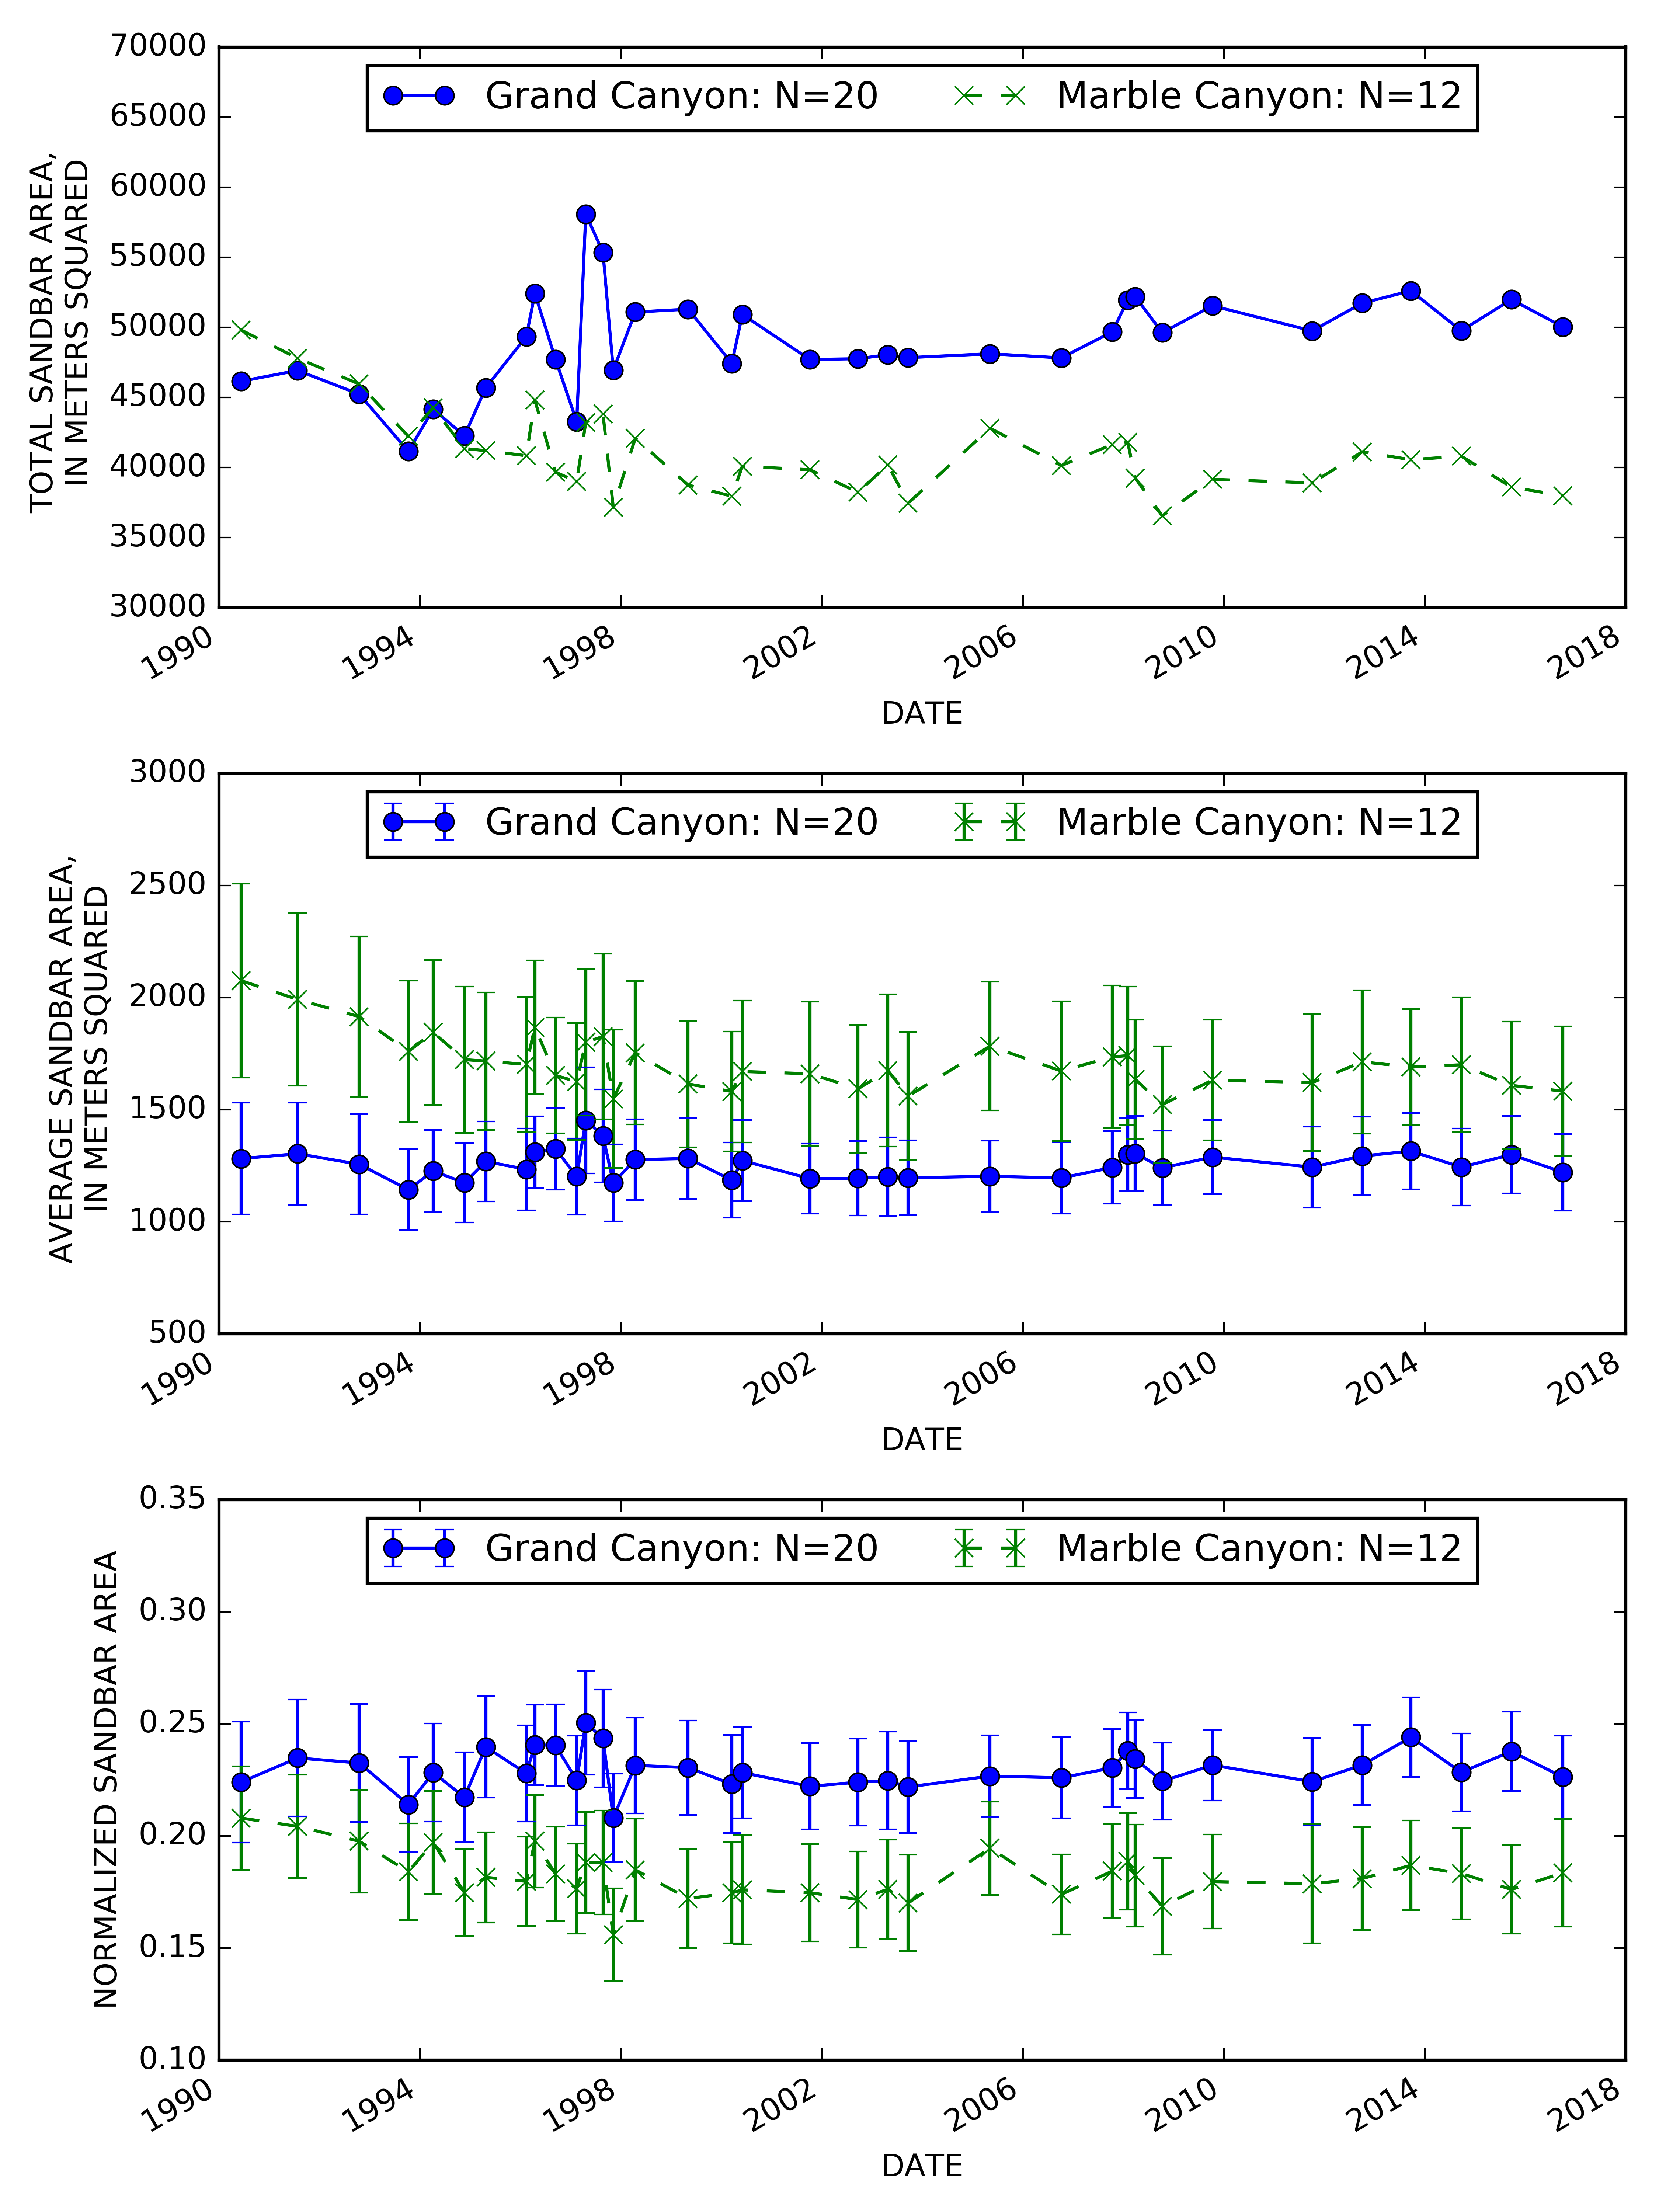 70000
65000
60000
55000
50000
45000
40000
35000
30000
TOTAL SANDBAR AREA,
IN METERS SQUARED
Grand Canyon: N=20 Marble Canyon: N=12
1990 1994 1998 2002 2006 2010 2014 2018
DATE
3000
2500
2000
1500
1000
500
AVERAGE SANDBAR AREA,
IN METERS SQUARED
Grand Canyon: N=20 Marble Canyon: N=12
1990 1994 1998 2002 2006 2010 2014 2018
DATE
0.35
0.30
0.25
0.20
0.15
0.10
NORMALIZED SANDBAR AREA
Grand Canyon: N=20 Marble Canyon: N=12
1990 1994 1998 2002 2006 2010 2014 2018
DATE